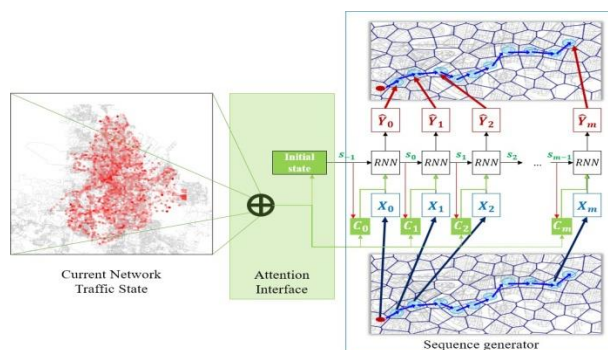 Ŷ₀ Ŷ₁ Ŷ₂ Ŷₘ
Initial
state
s₋₁ RNN s₀ RNN s₁ RNN s₂ ... sₘ₋₁ RNN
C₀ X₀ C₁ X₁ C₂ X₂ Cₘ Xₘ
Current Network
Traffic State
Attention
Interface
Sequence generator